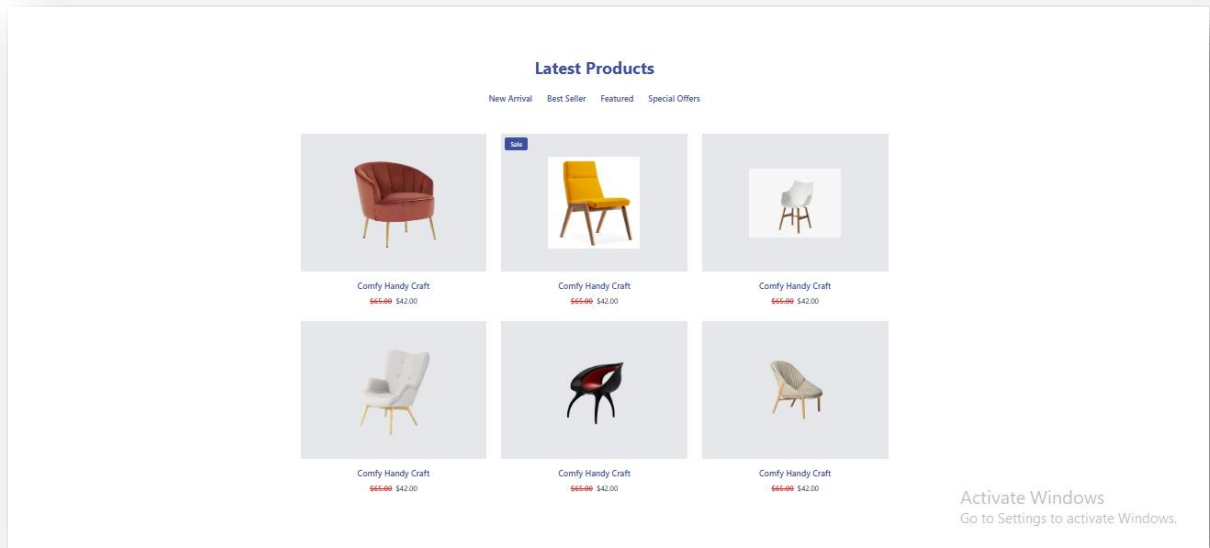 Latest Products
New Arrival Best Seller Featured Special Offers
Sale
Comfy Handy Craft Comfy Handy Craft Comfy Handy Craft
$65.00 $42.00 $65.00 $42.00 $65.00 $42.00
Comfy Handy Craft Comfy Handy Craft Comfy Handy Craft
$65.00 $42.00 $65.00 $42.00 $65.00 $42.00
Activate Windows
Go to Settings to activate Windows.